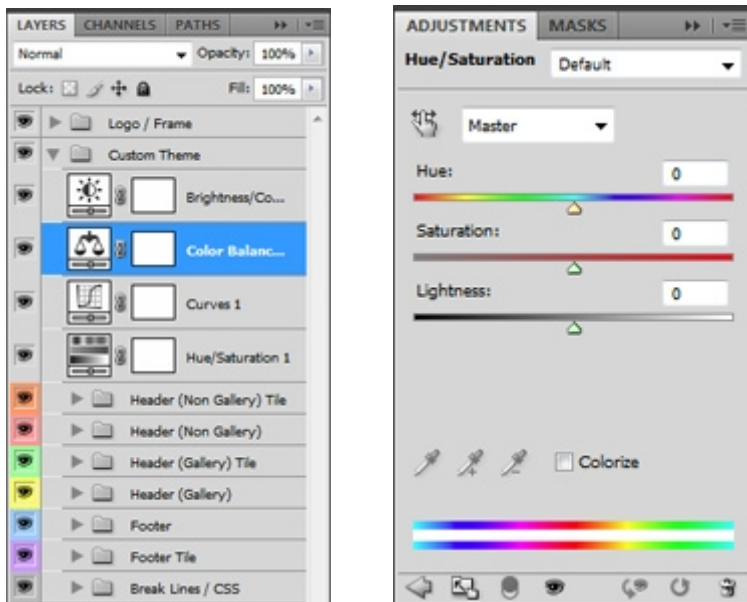 LAYERS CHANNELS PATHS
Normal Opacity: 100%
Lock: Fill: 100%
Logo / Frame
Custom Theme
Brightness/Co...
Color Balanc...
Curves 1
Hue/Saturation 1
Header (Non Gallery) Tile
Header (Non Gallery)
Header (Gallery) Tile
Header (Gallery)
Footer
Footer Tile
Break Lines / CSS
ADJUSTMENTS MASKS
Hue/Saturation Default
Master
Hue: 0
Saturation: 0
Lightness: 0
Colorize